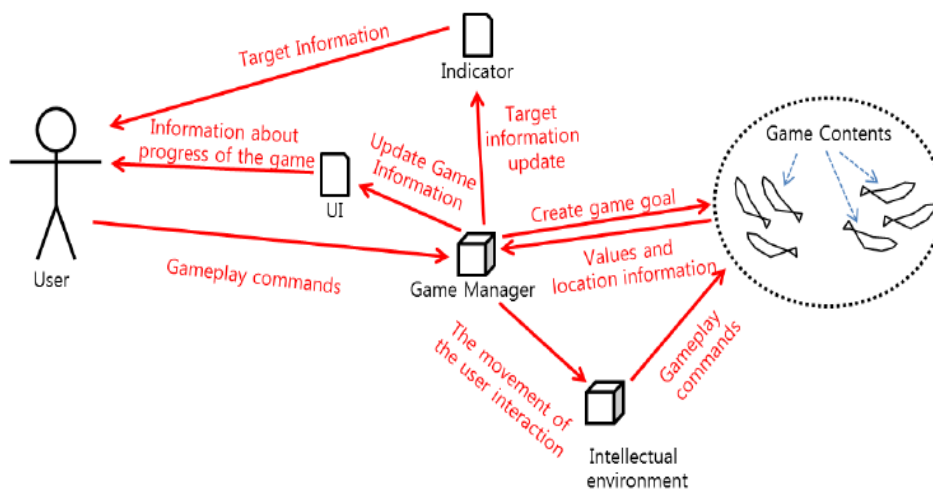 Target Information
Indicator
Information about
progress of the game
UI
Update Game
Information
Target
information
update
Game Contents
User
Gameplay commands
Game Manager
Create game goal
Values and
location information
The movement of
the user interaction
Gameplay
commands
Intellectual
environment